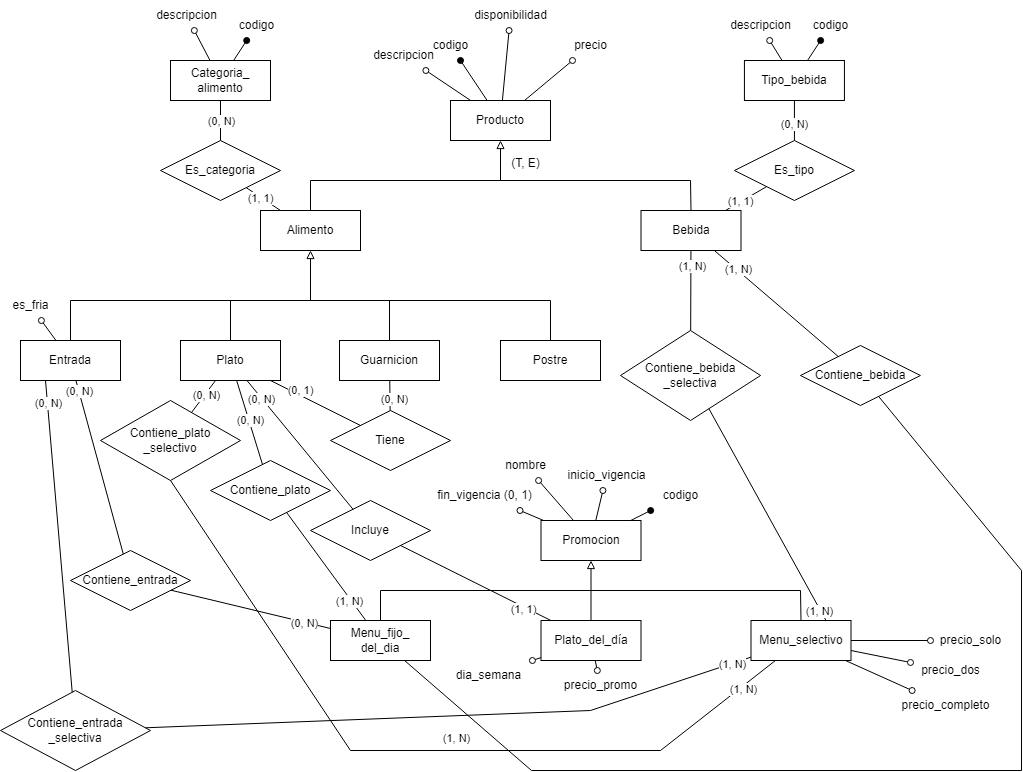 descripcion
codigo
Categoria_
alimento
(0, N)
Es_categoria
(1, 1)
disponibilidad
codigo
descripcion
precio
Producto
(T, E)
descripcion
codigo
Tipo_bebida
(0, N)
Es_tipo
(1, 1)
Alimento
Bebida
(1, N)
(1, N)
es_fria
Entrada
Plato
Guarnicion
Postre
(0, N)
(0, N)
(0, N)
(0, N)
(0, N)
(0, 1)
(0, N)
Contiene_bebida
_selectiva
Contiene_bebida
Contiene_plato
_selectivo
Tiene
Contiene_plato
Incluye
nombre
inicio_vigencia
fin_vigencia (0, 1)
codigo
Promocion
Contiene_entrada
(0, N)
(1, N)
(1, 1)
(1, N)
Menu_fijo_
del_dia
Plato_del_día
Menu_selectivo
dia_semana
precio_promo
precio_solo
precio_dos
precio_completo
(1, N)
(1, N)
Contiene_entrada
_selectiva
(1, N)